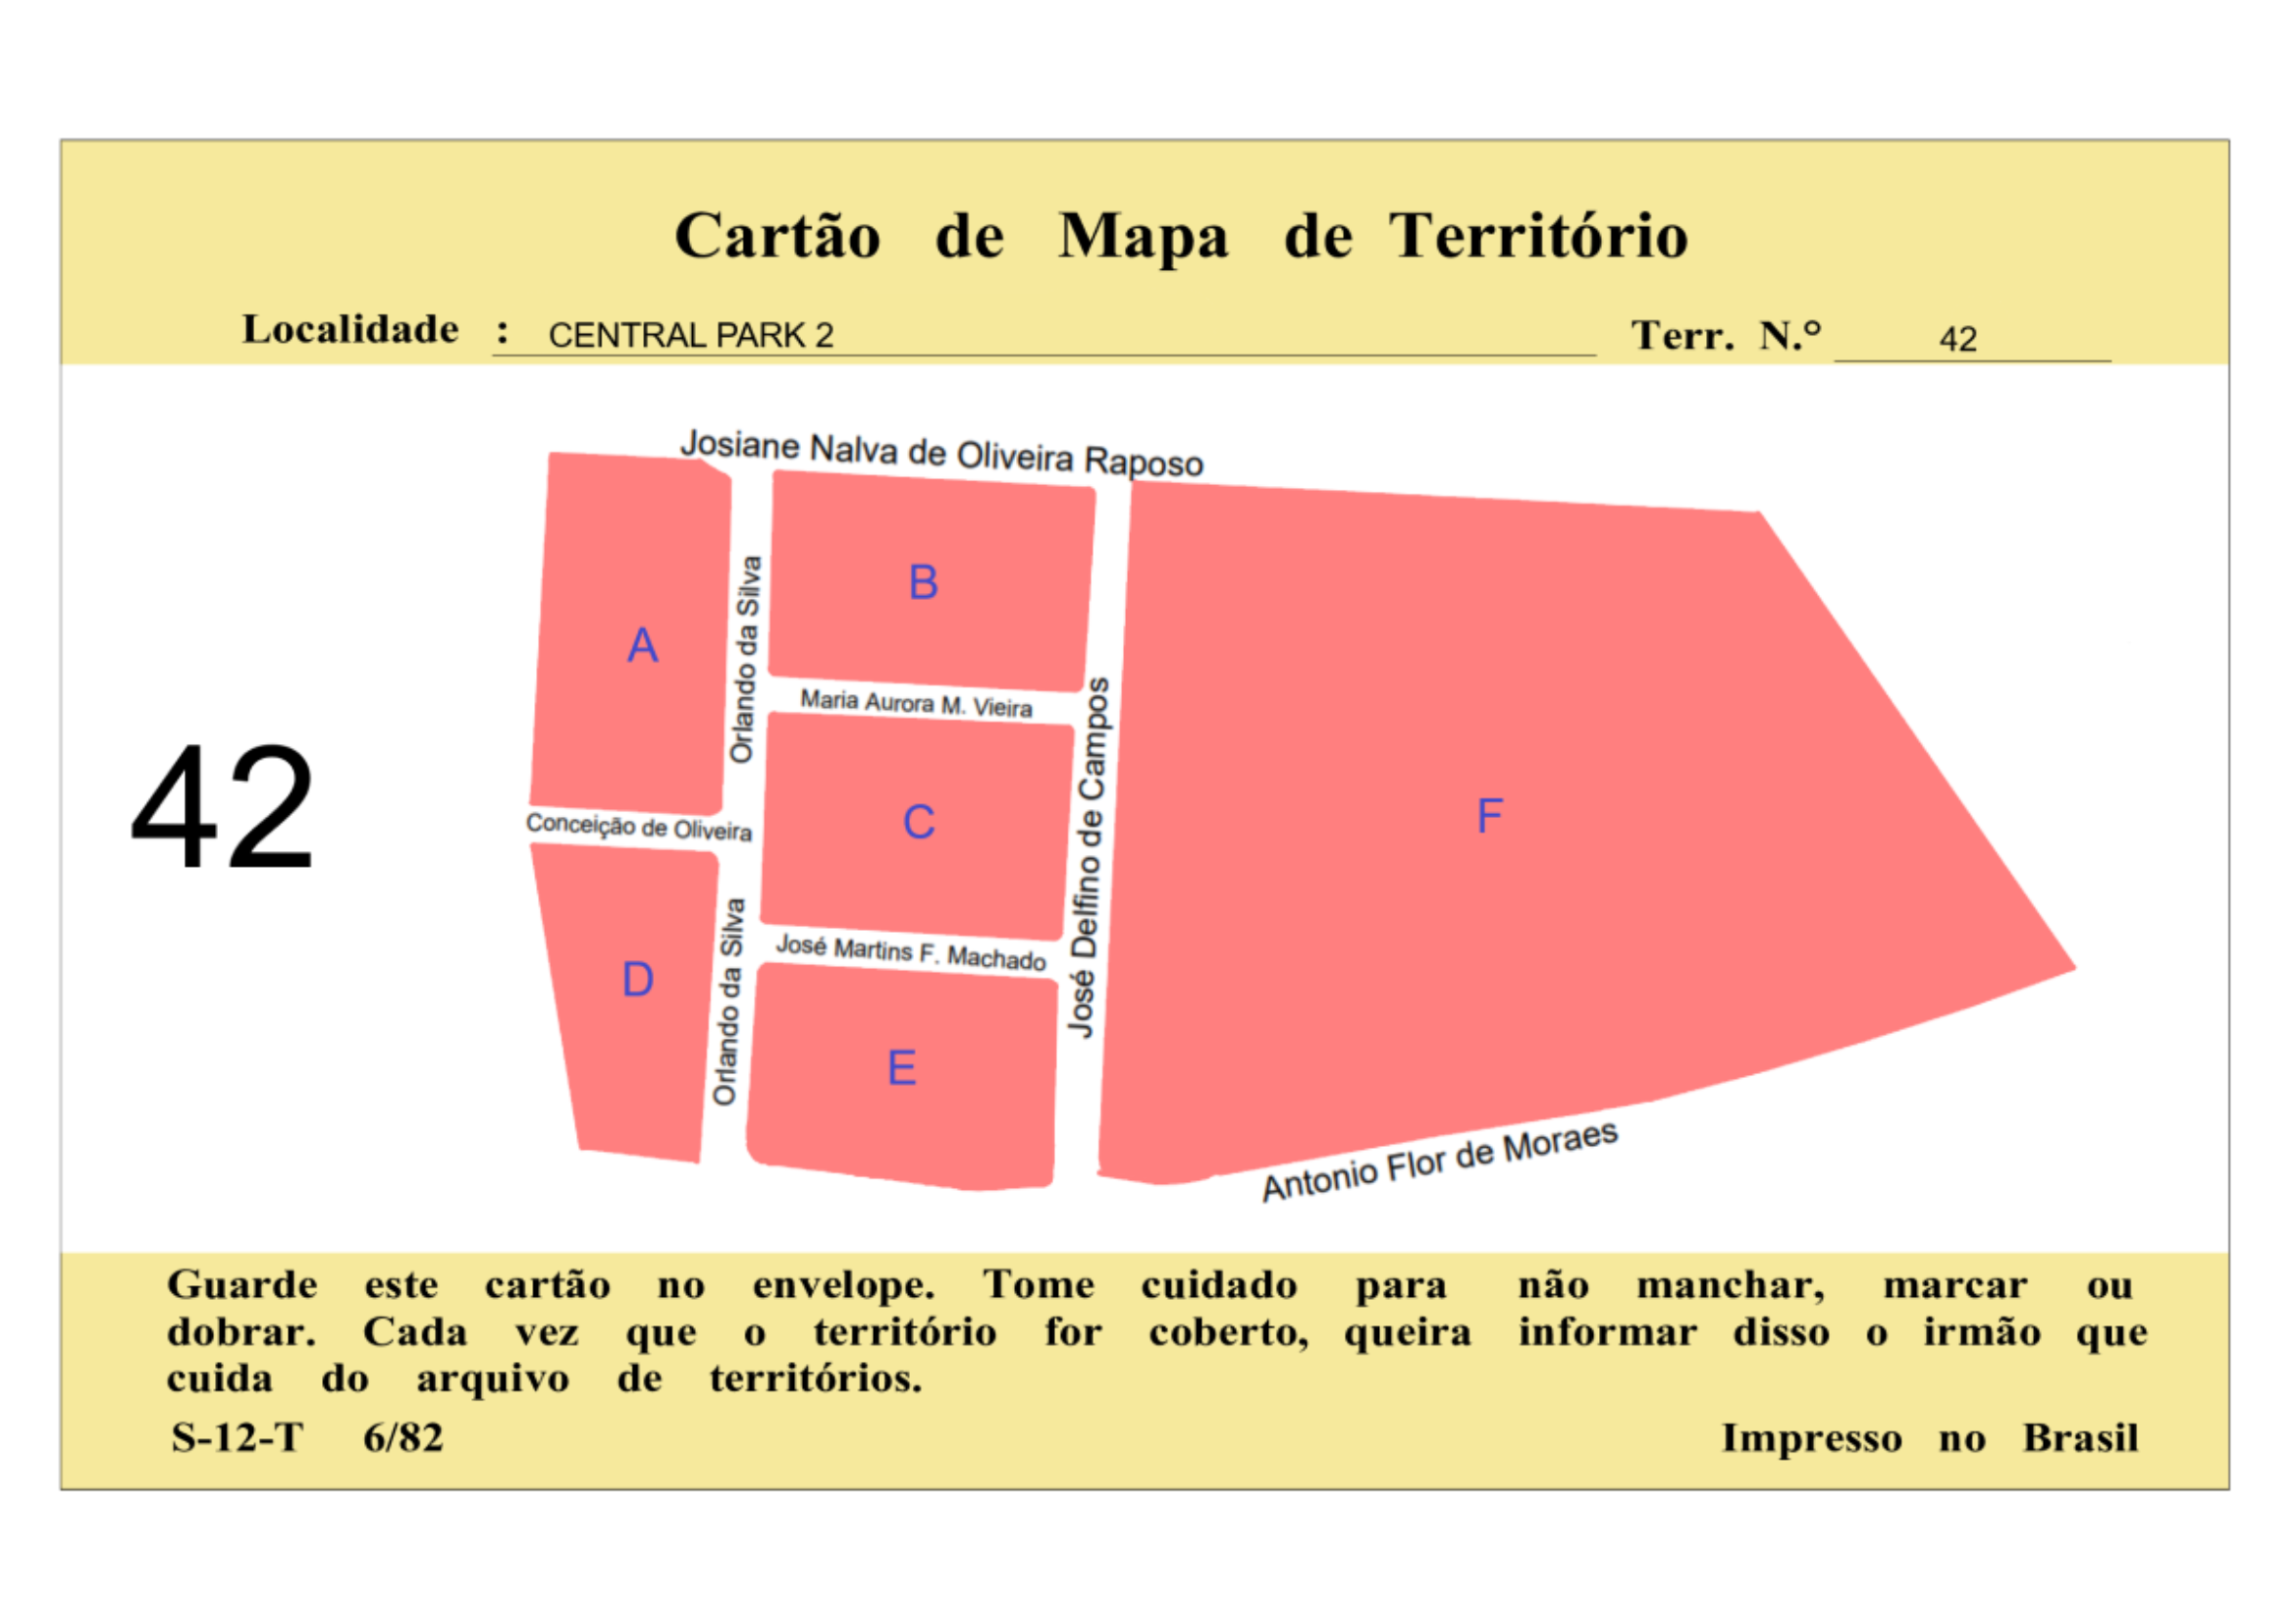 Cartão de Mapa de Território
Localidade : CENTRAL PARK 2 Terr. N.° 42
Josiane Nalva de Oliveira Raposo
42
A
Orlando da Silva
B
Maria Aurora M. Vieira
José Delfino de Campos
C
F
Conceição de Oliveira
D
Orlando da Silva
José Martins F. Machado
E
Antonio Flor de Moraes
Guarde este cartão no envelope. Tome cuidado para não manchar, marcar ou
dobrar. Cada vez que o território for coberto, queira informar disso o irmão que
cuida do arquivo de territórios.
S-12-T 6/82 Impresso no Brasil